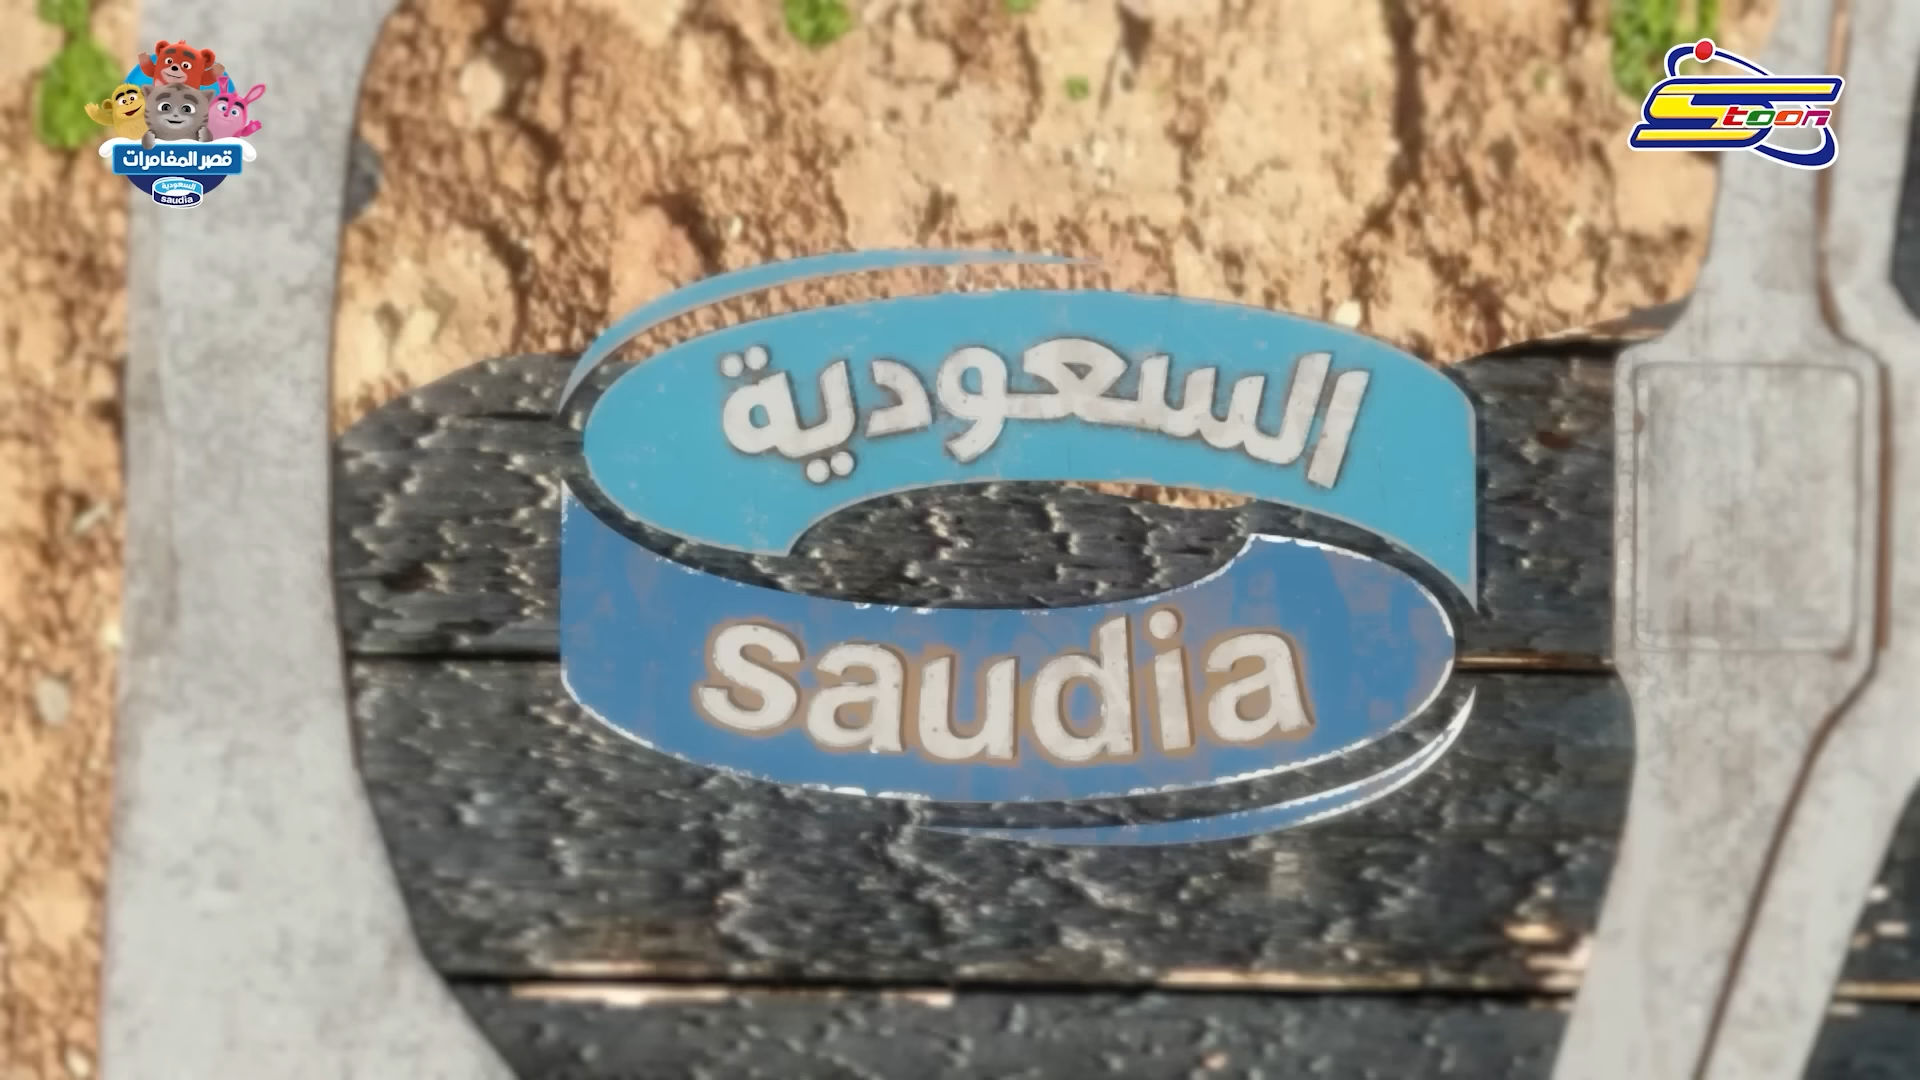 قصر المغامرات
السعودية
saudia
toon
السعودية
saudia